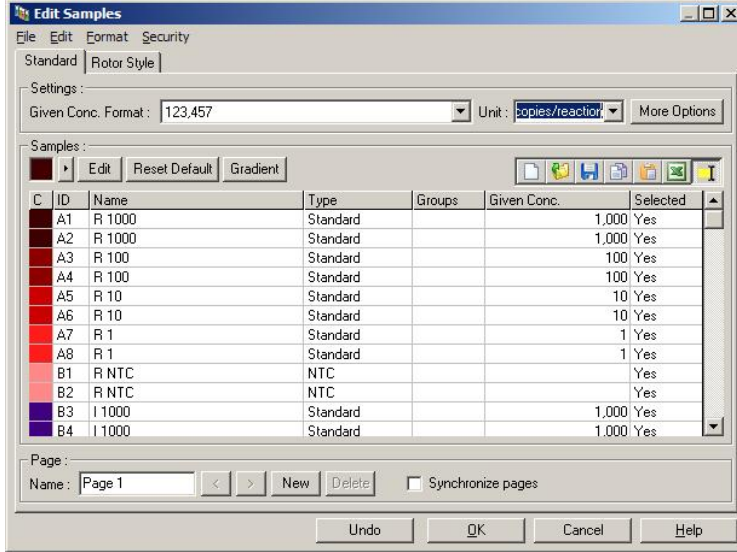 Edit Samples
File Edit Format Security
Standard Rotor Style
Settings :
Given Conc. Format : 123,457 Unit : copies/reaction More Options
Samples :
Edit Reset Default Gradient
C ID Name Type Groups Given Conc. Selected
A1 R 1000 Standard 1,000 Yes
A2 R 1000 Standard 1,000 Yes
A3 R 100 Standard 100 Yes
A4 R 100 Standard 100 Yes
A5 R 10 Standard 10 Yes
A6 R 10 Standard 10 Yes
A7 R 1 Standard 1 Yes
A8 R 1 Standard 1 Yes
B1 R NTC NTC Yes
B2 R NTC NTC Yes
B3 I 1000 Standard 1,000 Yes
B4 I 1000 Standard 1,000 Yes
Page :
Name : Page 1 < > New Delete Synchronize pages
Undo OK Cancel Help